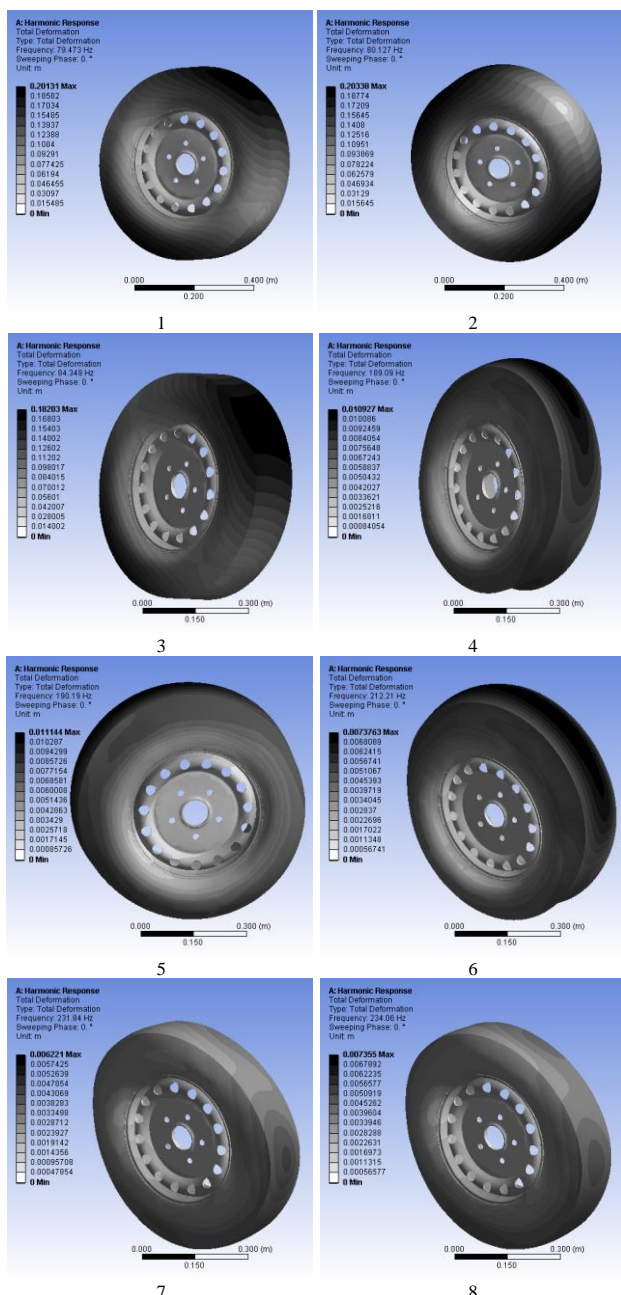 A: Harmonic Response
Total Deformation
Type: Total Deformation
Frequency: 79.473 Hz
Sweeping Phase: 0. °
Unit: m
0.20131 Max
0.18582
0.17034
0.15485
0.13937
0.12388
0.1084
0.09291
0.077425
0.06194
0.046455
0.03097
0.015485
0 Min
0.000 0.400 (m)
0.200
1
A: Harmonic Response
Total Deformation
Type: Total Deformation
Frequency: 80.127 Hz
Sweeping Phase: 0. °
Unit: m
0.20338 Max
0.18774
0.17209
0.15645
0.1408
0.12516
0.10951
0.093869
0.078224
0.062579
0.046934
0.03129
0.015645
0 Min
0.000 0.400 (m)
0.200
2
A: Harmonic Response
Total Deformation
Type: Total Deformation
Frequency: 84.349 Hz
Sweeping Phase: 0. °
Unit: m
0.18203 Max
0.16803
0.15403
0.14002
0.12602
0.11202
0.098017
0.084015
0.070012
0.05601
0.042007
0.028005
0.014002
0 Min
0.000 0.300 (m)
0.150
3
A: Harmonic Response
Total Deformation
Type: Total Deformation
Frequency: 189.09 Hz
Sweeping Phase: 0. °
Unit: m
0.010927 Max
0.010086
0.0092459
0.0084054
0.0075648
0.0067243
0.0058837
0.0050432
0.0042027
0.0033621
0.0025216
0.0016811
0.00084054
0 Min
0.000 0.300 (m)
0.150
4
A: Harmonic Response
Total Deformation
Type: Total Deformation
Frequency: 190.19 Hz
Sweeping Phase: 0. °
Unit: m
0.011144 Max
0.010287
0.0094299
0.0085726
0.0077154
0.0068581
0.0060008
0.0051436
0.0042863
0.003429
0.0025718
0.0017145
0.00085726
0 Min
0.000 0.300 (m)
0.150
5
A: Harmonic Response
Total Deformation
Type: Total Deformation
Frequency: 212.21 Hz
Sweeping Phase: 0. °
Unit: m
0.0073763 Max
0.0068089
0.0062415
0.0056741
0.0051067
0.0045393
0.0039719
0.0034045
0.002837
0.0022696
0.0017022
0.0011348
0.00056741
0 Min
0.000 0.300 (m)
0.150
6
A: Harmonic Response
Total Deformation
Type: Total Deformation
Frequency: 231.84 Hz
Sweeping Phase: 0. °
Unit: m
0.006221 Max
0.0057425
0.0052639
0.0047854
0.0043069
0.0038283
0.0033498
0.0028712
0.0023927
0.0019142
0.0014356
0.00095708
0.00047854
0 Min
0.000 0.300 (m)
0.150
7
A: Harmonic Response
Total Deformation
Type: Total Deformation
Frequency: 234.06 Hz
Sweeping Phase: 0. °
Unit: m
0.007355 Max
0.0067892
0.0062235
0.0056577
0.0050919
0.0045262
0.0039604
0.0033946
0.0028288
0.0022631
0.0016973
0.0011315
0.00056577
0 Min
0.000 0.300 (m)
0.150
8